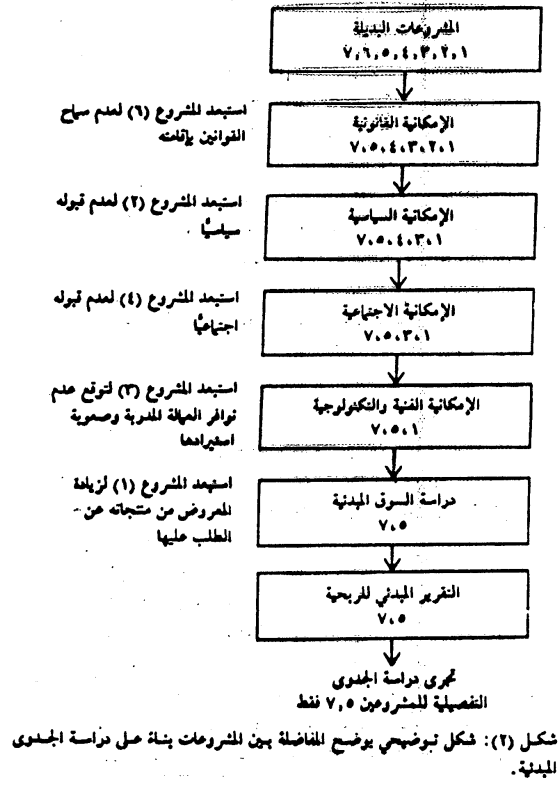 المشروعات البديلة
٧,٦,٥,٤,٣,٢,١
استبعد المشروع (٦) لعدم سماح
القوانين بإقامته
الإمكانية القانونية
٧،٥،٤،٣،٢،١
استبعد المشروع (٢) لعدم قبوله
سياسيًّا
الإمكانية السياسية
٧،٥،٤،٣،١
استبعد المشروع (٤) لعدم قبوله
اجتماعيًّا
الإمكانية الاجتماعية
٧،٥،٣،١
استبعد المشروع (٣) لتوقع عدم
توافر العمالة المدربة وصعوبة
استيرادها
الإمكانية الفنية والتكنولوجية
٧،٥،١
استبعد المشروع (١) لزيادة
المعروض من منتجاته عن
الطلب عليها
دراسة السوق المبدئية
٧،٥
التقرير المبدئي للربحية
٧،٥
تجرى دراسة الجدوى
التفصيلية للمشروعين ٧,٥ فقط
شكل (٢): شكل توضيحي يوضح المفاضلة بين المشروعات بناة على دراسة الجدوى
المبدئية.